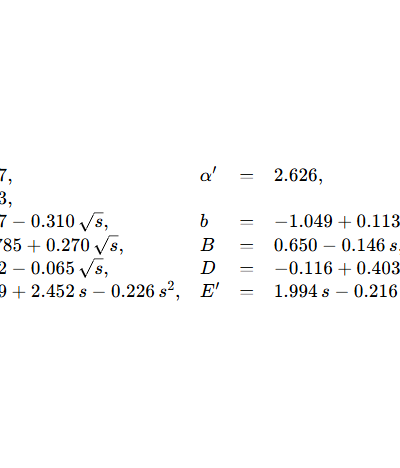 7, α′ = 2.626,
3,
7 − 0.310 √s, b = −1.049 + 0.113
785 + 0.270 √s, B = 0.650 − 0.146 s,
2 − 0.065 √s, D = −0.116 + 0.403
9 + 2.452 s − 0.226 s², E′ = 1.994 s − 0.216